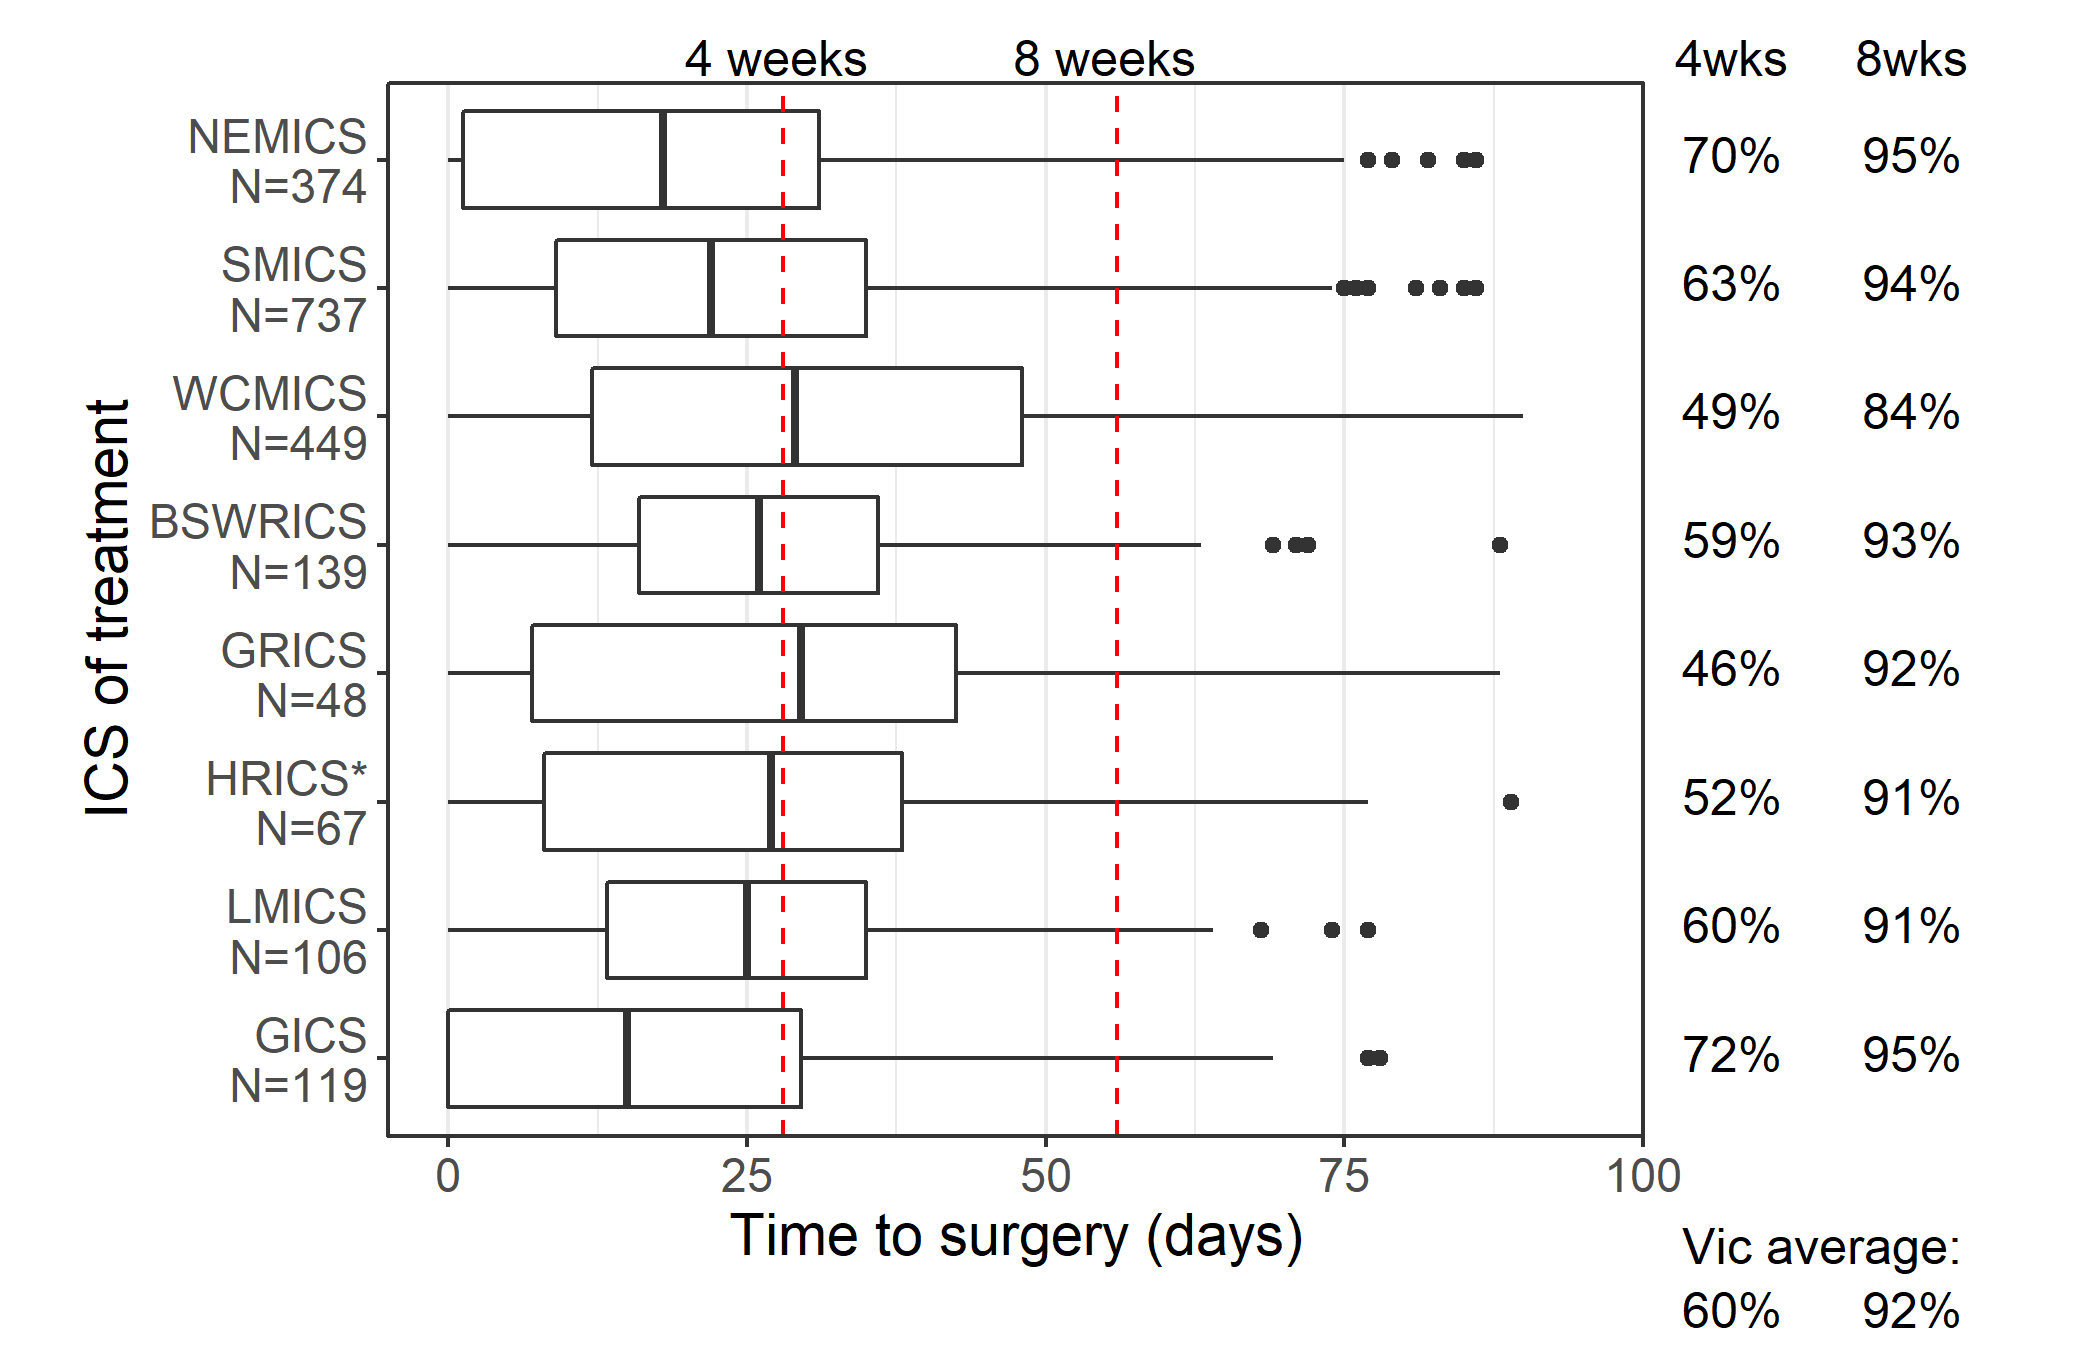 4 weeks 8 weeks 4wks 8wks
NEMICS
N=374
70% 95%
SMICS
N=737
63% 94%
WCMICS
N=449
49% 84%
BSWRICS
N=139
59% 93%
GRICS
N=48
46% 92%
HRICS*
N=67
52% 91%
LMICS
N=106
60% 91%
GICS
N=119
72% 95%
ICS of treatment
0 25 50 75 100
Time to surgery (days)
Vic average:
60% 92%